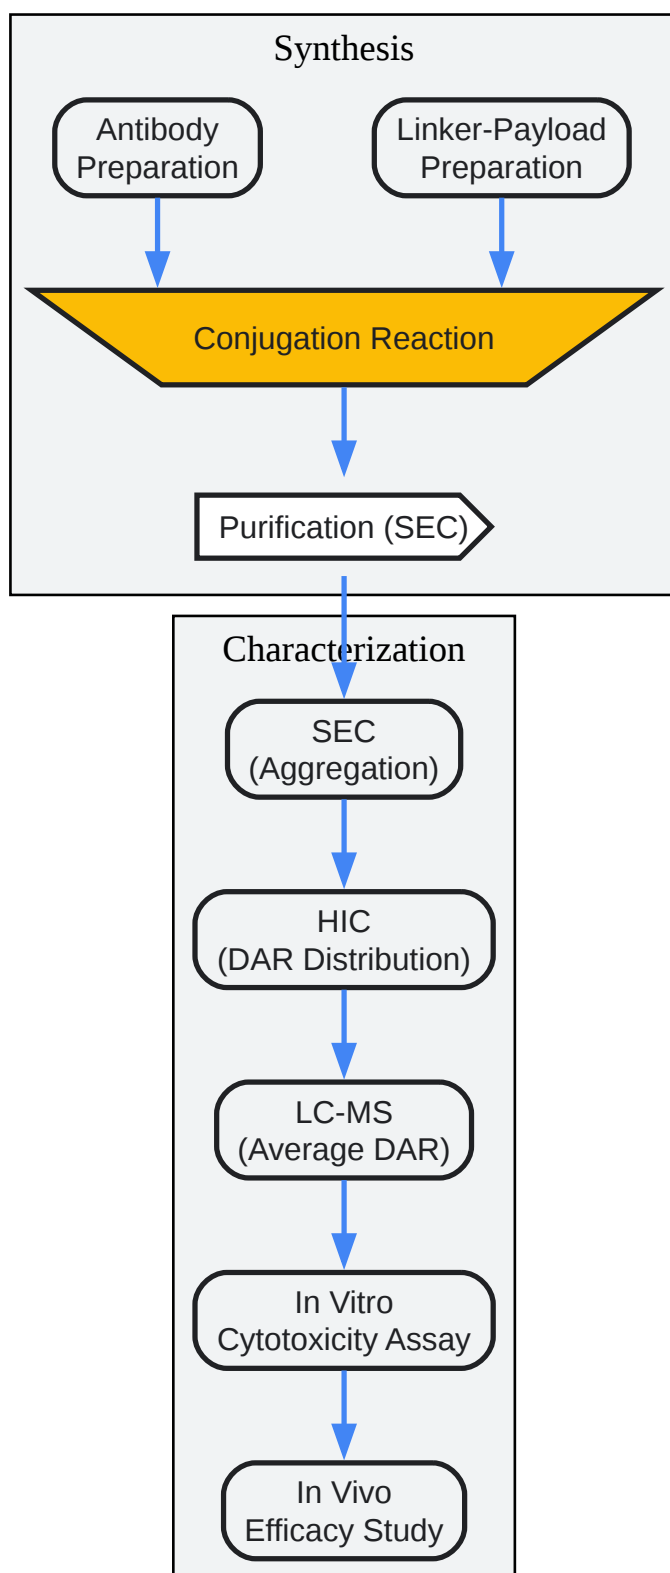 Synthesis
Antibody
Preparation
Linker-Payload
Preparation
Conjugation Reaction
Purification (SEC)
Characterization
SEC
(Aggregation)
HIC
(DAR Distribution)
LC-MS
(Average DAR)
In Vitro
Cytotoxicity Assay
In Vivo
Efficacy Study